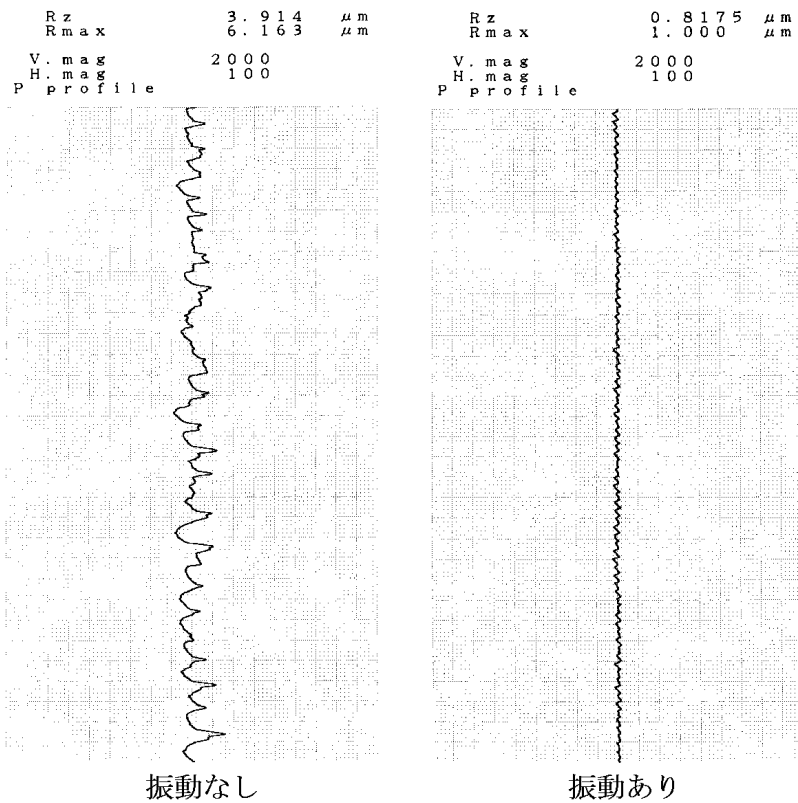 Rz 3.914 μm
Rmax 6.163 μm
V.mag 2000
H.mag 100
P profile
振動なし
Rz 0.8175 μm
Rmax 1.000 μm
V.mag 2000
H.mag 100
P profile
振動あり